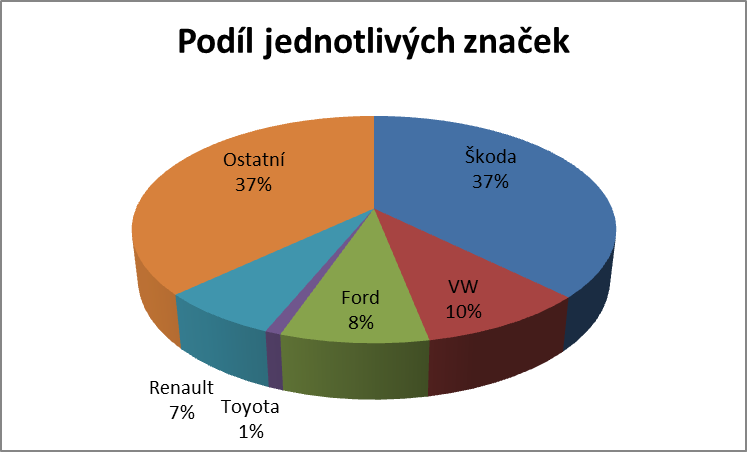 Podíl jednotlivých značek
Ostatní
37%
Škoda
37%
VW
10%
Ford
8%
Renault
7%
Toyota
1%